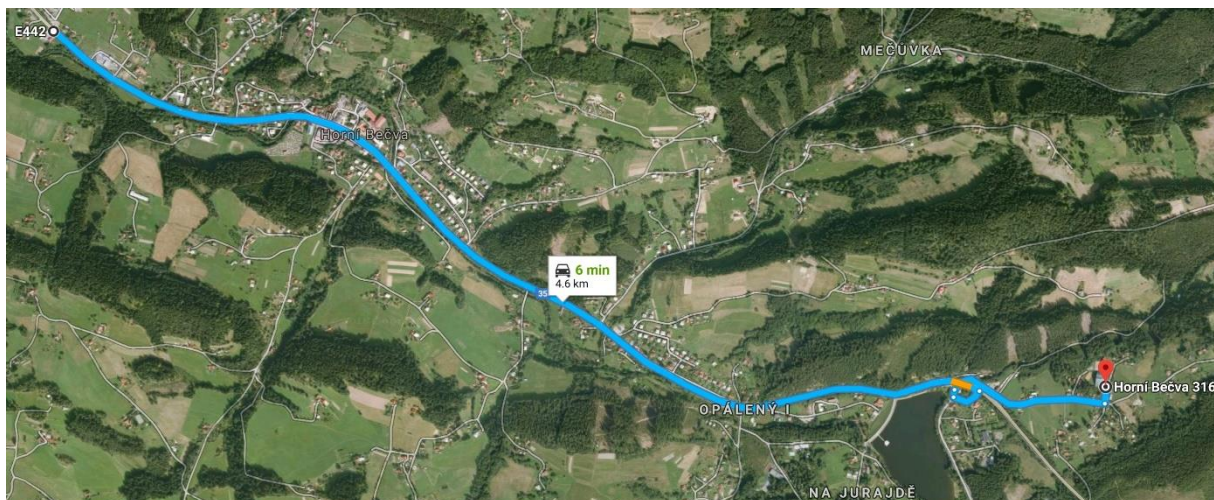 E442
MEČŮVKA
Horní Bečva
6 min
4.6 km
35
Horní Bečva 316
OPÁLENÝ I
NA JURAJDĚ